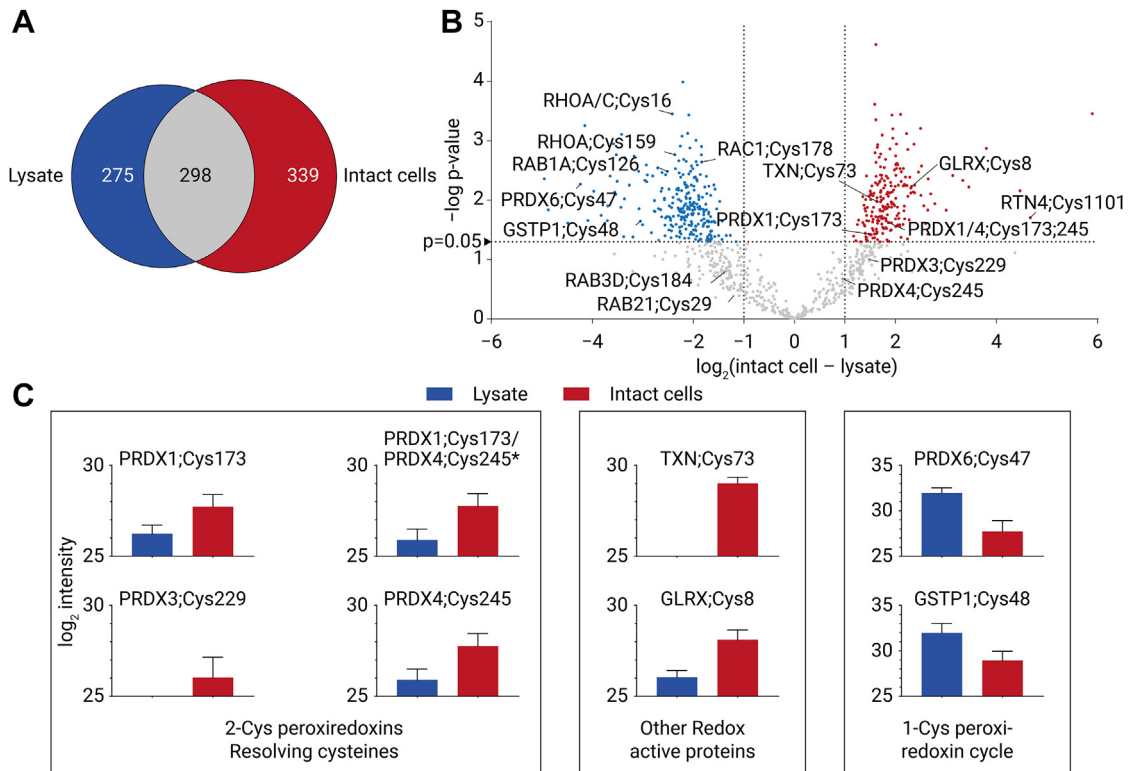 A
Lysate
275
298
339
Intact cells
B
−log p-value
5
4
3
2
p=0.05
1
0
−6
−4
−2
−1
0
1
2
4
6
log2(intact cell – lysate)
RHOA/C;Cys16
RHOA;Cys159
RAB1A;Cys126
PRDX6;Cys47
GSTP1;Cys48
RAC1;Cys178
TXN;Cys73
PRDX1;Cys173
GLRX;Cys8
RTN4;Cys1101
PRDX1/4;Cys173;245
PRDX3;Cys229
PRDX4;Cys245
RAB3D;Cys184
RAB21;Cys29
C
Lysate
Intact cells
log2 intensity
PRDX1;Cys173
30
25
PRDX1;Cys173/
PRDX4;Cys245*
30
25
PRDX3;Cys229
30
25
PRDX4;Cys245
30
25
2-Cys peroxiredoxins
Resolving cysteines
TXN;Cys73
30
25
GLRX;Cys8
30
25
Other Redox
active proteins
PRDX6;Cys47
35
30
25
GSTP1;Cys48
35
30
25
1-Cys peroxi-
redoxin cycle